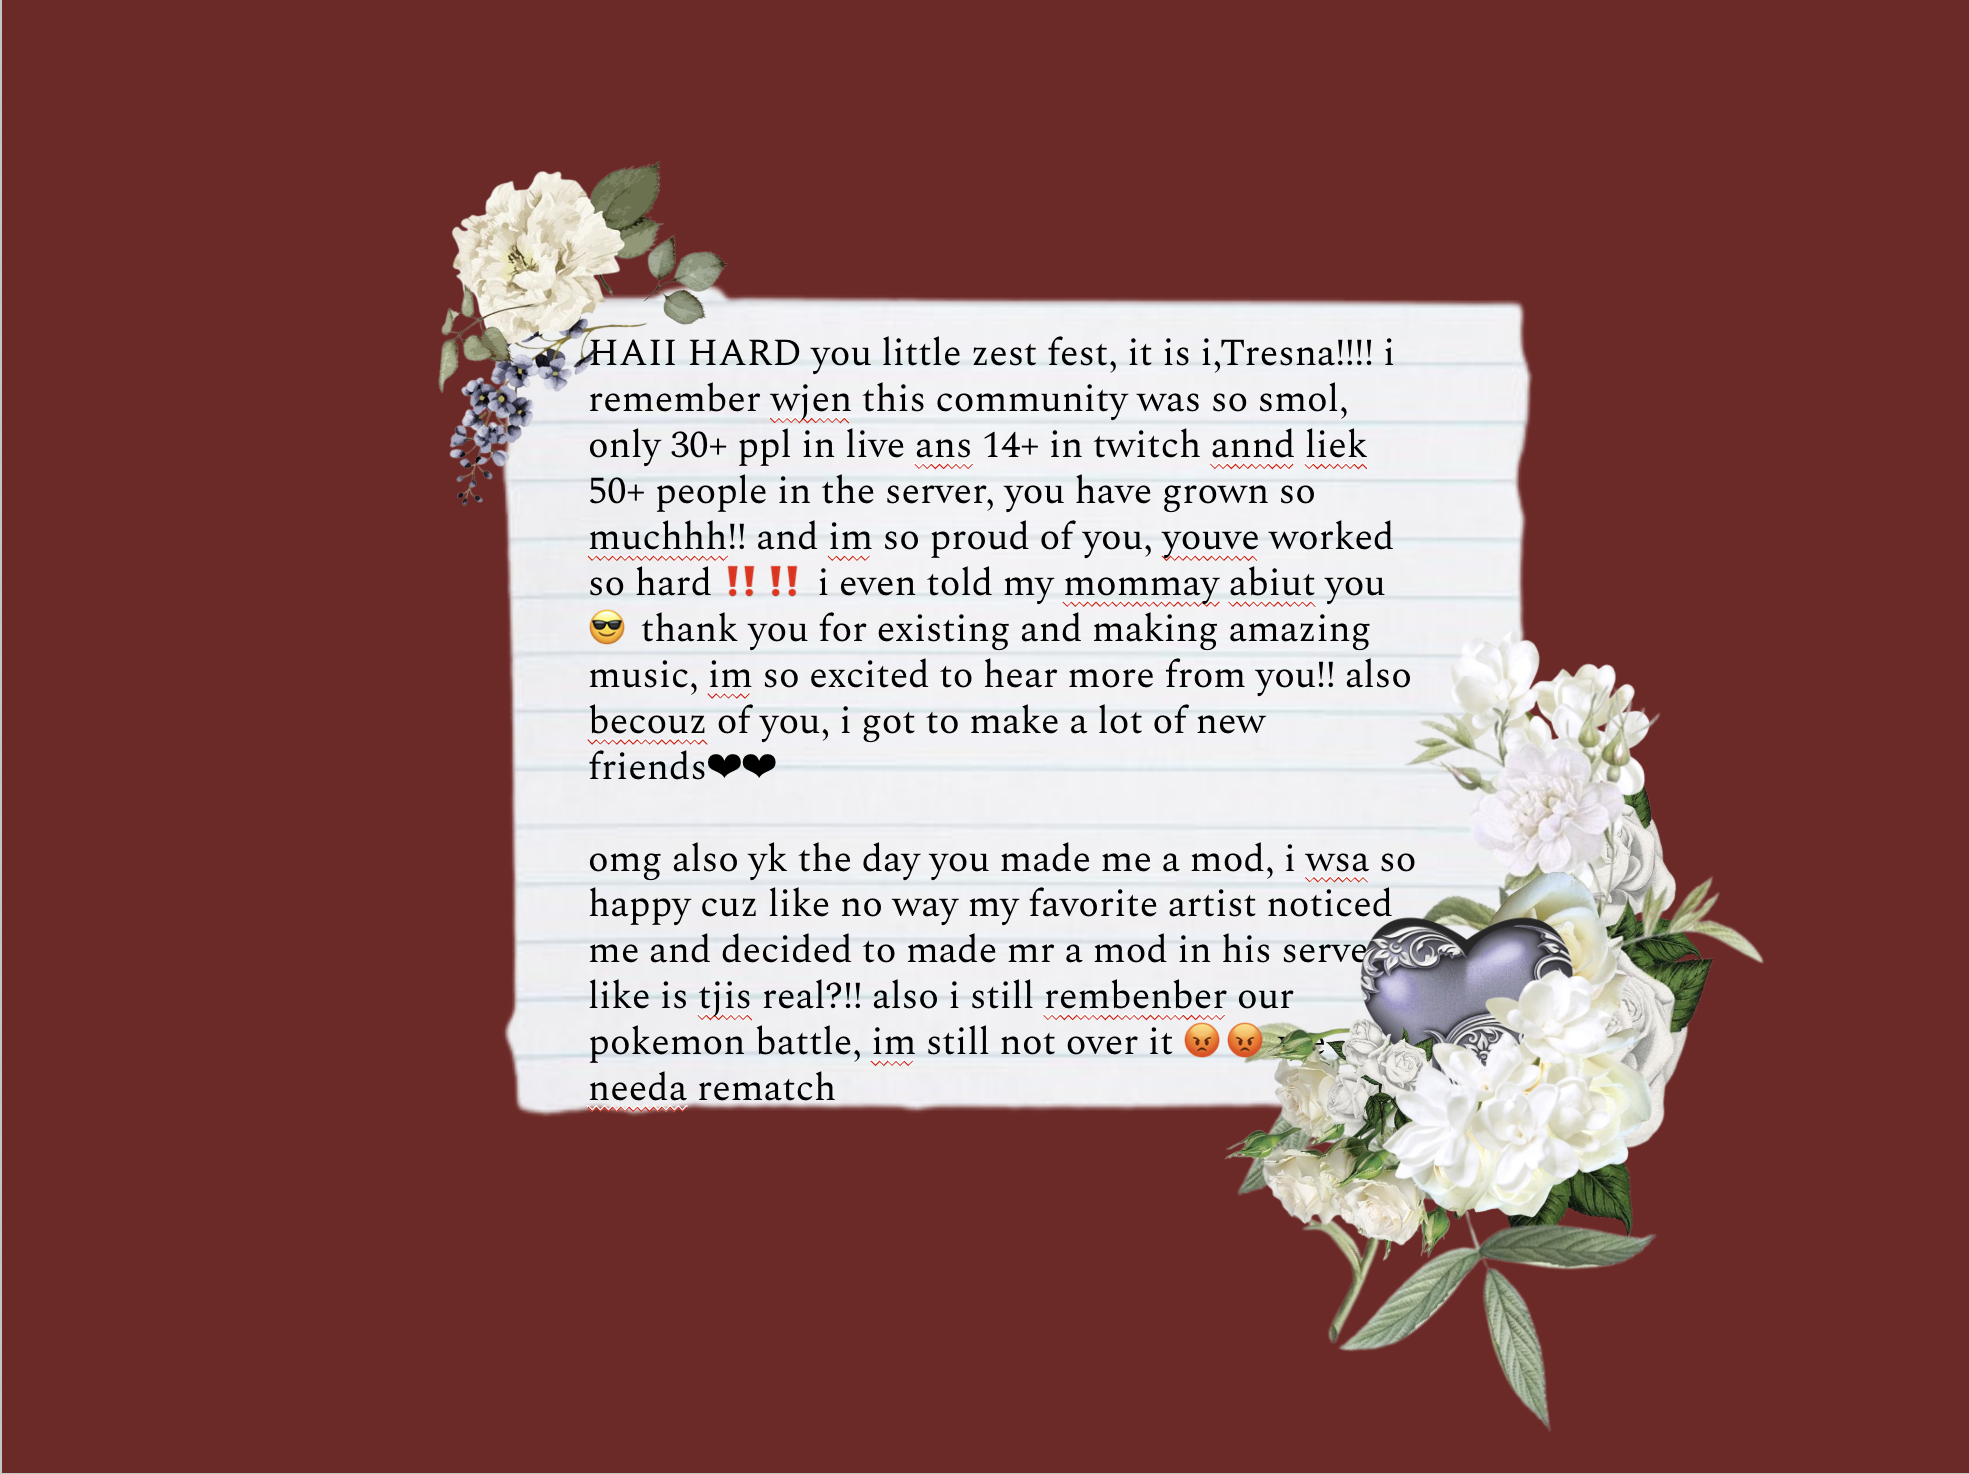 HAII HARD you little zest fest, it is i,Tresna!!!! i
remember wjen this community was so smol,
only 30+ ppl in live ans 14+ in twitch annd liek
50+ people in the server, you have grown so
muchhh!! and im so proud of you, youve worked
so hard ‼️‼️ i even told my mommay abiut you
😎 thank you for existing and making amazing
music, im so excited to hear more from you!! also
becouz of you, i got to make a lot of new
friends❤❤
omg also yk the day you made me a mod, i wsa so
happy cuz like no way my favorite artist noticed
me and decided to made mr a mod in his serve
like is tjis real?!! also i still rembenber our
pokemon battle, im still not over it 😡😡
needa rematch